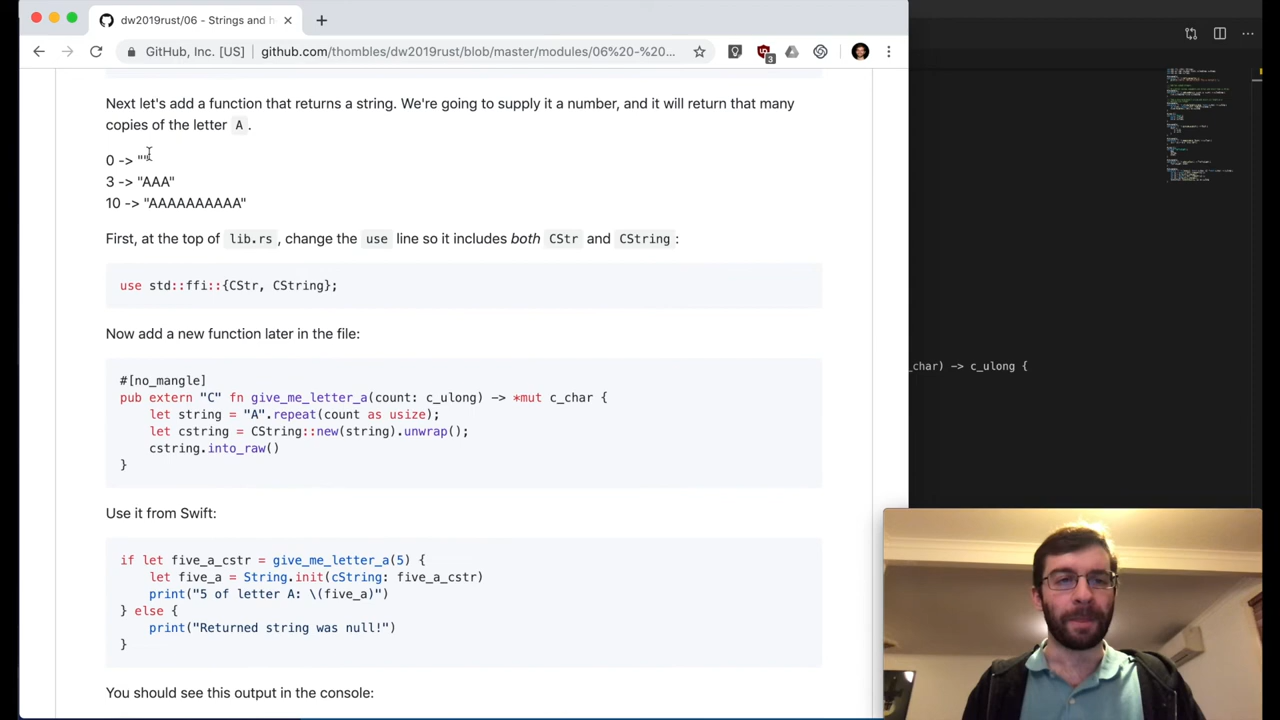 dw2019rust/06 - Strings and h
GitHub, Inc. [US]
github.com/thombles/dw2019rust/blob/master/modules/06%20-%20...
3
Next let's add a function that returns a string. We're going to supply it a number, and it will return that many
copies of the letter A.
0 -> ""
3 -> "AAA"
10 -> "AAAAAAAAAA"
First, at the top of lib.rs, change the use line so it includes both CStr and CString:
use std::ffi::{CStr, CString};
Now add a new function later in the file:
#[no_mangle]
pub extern "C" fn give_me_letter_a(count: c_ulong) -> *mut c_char {
let string = "A".repeat(count as usize);
let cstring = CString::new(string).unwrap();
cstring.into_raw()
}
_char) -> c_ulong {
Use it from Swift:
if let five_a_cstr = give_me_letter_a(5) {
let five_a = String.init(cString: five_a_cstr)
print("5 of letter A: \(five_a)")
} else {
print("Returned string was null!")
}
You should see this output in the console: